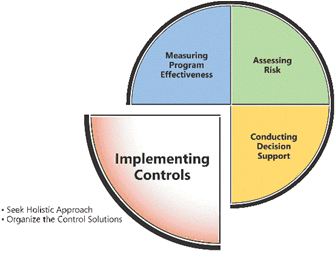 Measuring
Program
Effectiveness
Assessing
Risk
Conducting
Decision
Support
Implementing
Controls
• Seek Holistic Approach
• Organize the Control Solutions